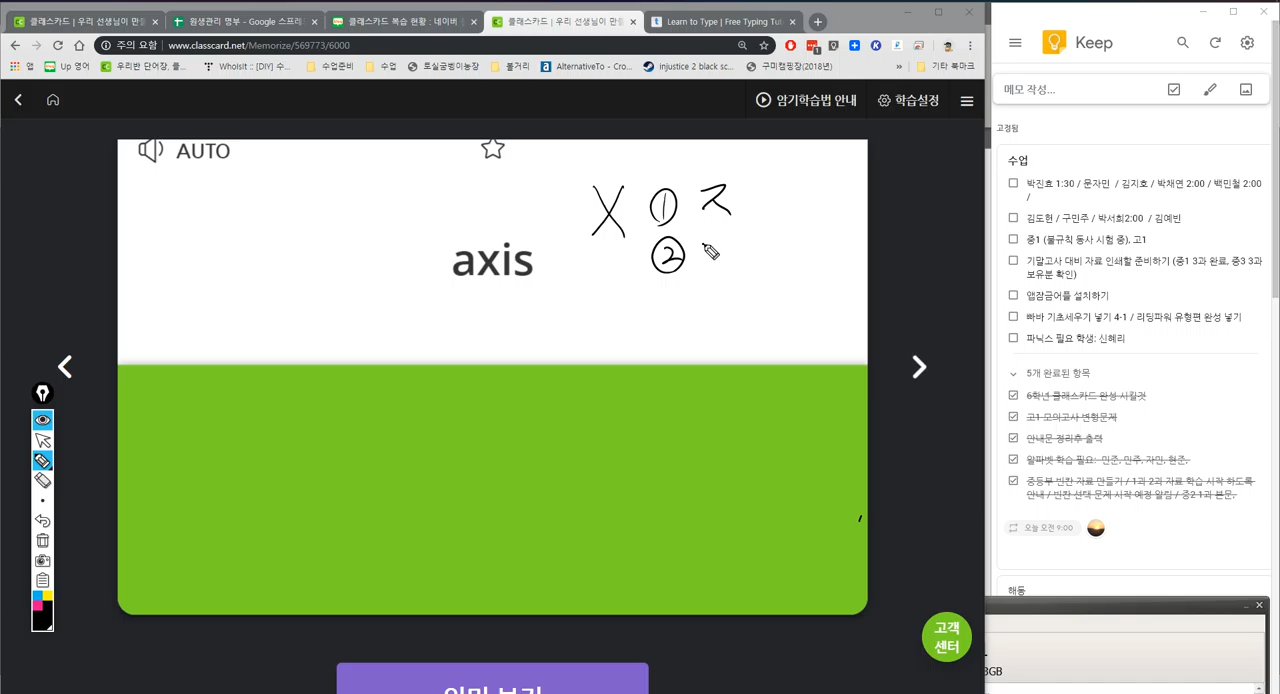 클래스카드 | 우리 선생님이 만들
원생관리 명부 - Google 스프레
클래스카드 복습 현황 : 네이버
클래스카드 | 우리 선생님이 만들
Learn to Type | Free Typing Tut
주의 요함 www.classcard.net/Memorize/569773/6000
앱 Up 영어 우리반 단어장, 플... WhoisIt :: [DIY] 수... 수업준비 수업 토실굼벵이농장 볼거리 AlternativeTo - Cro... injustice 2 black sc... 구미캠핑장(2018년) » 기타 북마크
암기학습법 안내 학습설정
AUTO
X ① ㅈ
②
axis
고객
센터
Keep
메모 작성...
고정됨
수업
박진효 1:30 / 문자민 / 김지호 / 박채연 2:00 / 백민철 2:00
/
김도현 / 구민주 / 박서희2:00 / 김예빈
중1 (불규칙 동사 시험 중), 고1
기말고사 대비 자료 인쇄할 준비하기 (중1 3과 완료, 중3 3과
보유분 확인)
앱잠금어플 설치하기
빠바 기초세우기 넣기 4-1 / 리딩파워 유형편 완성 넣기
파닉스 필요 학생: 신혜리
5개 완료된 항목
6학년 클래스카드 완성 시킬것
고1 모의고사 변형문제
안내문 정리후 출력
알파벳 학습 필요: 민준, 민주, 자민, 현준,
중등부 빈칸 자료 만들기 / 1과 2과 자료 학습 시작 하도록
안내 / 빈칸 선택 문제 시작 예정 알림 / 중2 1과 본문,
오늘 오전 9:00
해동